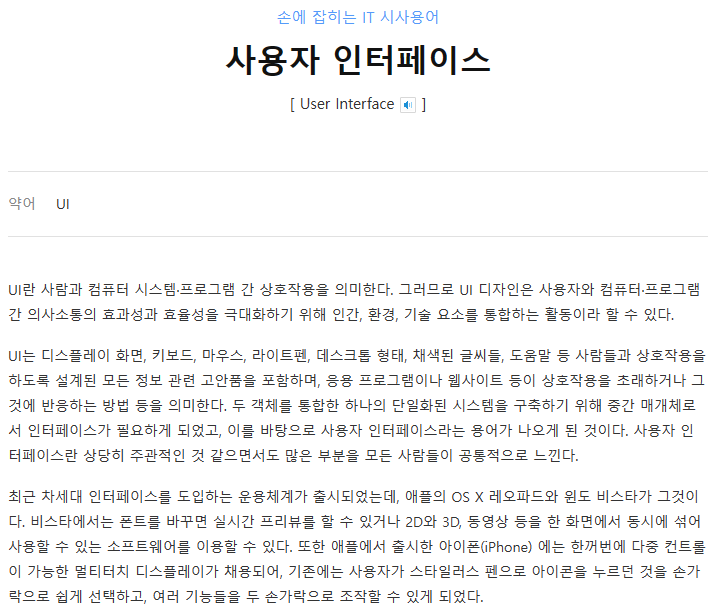 손에 잡히는 IT 시사용어
사용자 인터페이스
[ User Interface ]
약어 UI
UI란 사람과 컴퓨터 시스템·프로그램 간 상호작용을 의미한다. 그러므로 UI 디자인은 사용자와 컴퓨터·프로그램
간 의사소통의 효과성과 효율성을 극대화하기 위해 인간, 환경, 기술 요소를 통합하는 활동이라 할 수 있다.
UI는 디스플레이 화면, 키보드, 마우스, 라이트펜, 데스크톱 형태, 채색된 글씨들, 도움말 등 사람들과 상호작용을
하도록 설계된 모든 정보 관련 고안품을 포함하며, 응용 프로그램이나 웹사이트 등이 상호작용을 초래하거나 그
것에 반응하는 방법 등을 의미한다. 두 객체를 통합한 하나의 단일화된 시스템을 구축하기 위해 중간 매개체로
서 인터페이스가 필요하게 되었고, 이를 바탕으로 사용자 인터페이스라는 용어가 나오게 된 것이다. 사용자 인
터페이스란 상당히 주관적인 것 같으면서도 많은 부분을 모든 사람들이 공통적으로 느낀다.
최근 차세대 인터페이스를 도입하는 운용체계가 출시되었는데, 애플의 OS X 레오파드와 윈도 비스타가 그것이
다. 비스타에서는 폰트를 바꾸면 실시간 프리뷰를 할 수 있거나 2D와 3D, 동영상 등을 한 화면에서 동시에 섞어
사용할 수 있는 소프트웨어를 이용할 수 있다. 또한 애플에서 출시한 아이폰(iPhone) 에는 한꺼번에 다중 컨트롤
이 가능한 멀티터치 디스플레이가 채용되어, 기존에는 사용자가 스타일러스 펜으로 아이콘을 누르던 것을 손가
락으로 쉽게 선택하고, 여러 기능들을 두 손가락으로 조작할 수 있게 되었다.